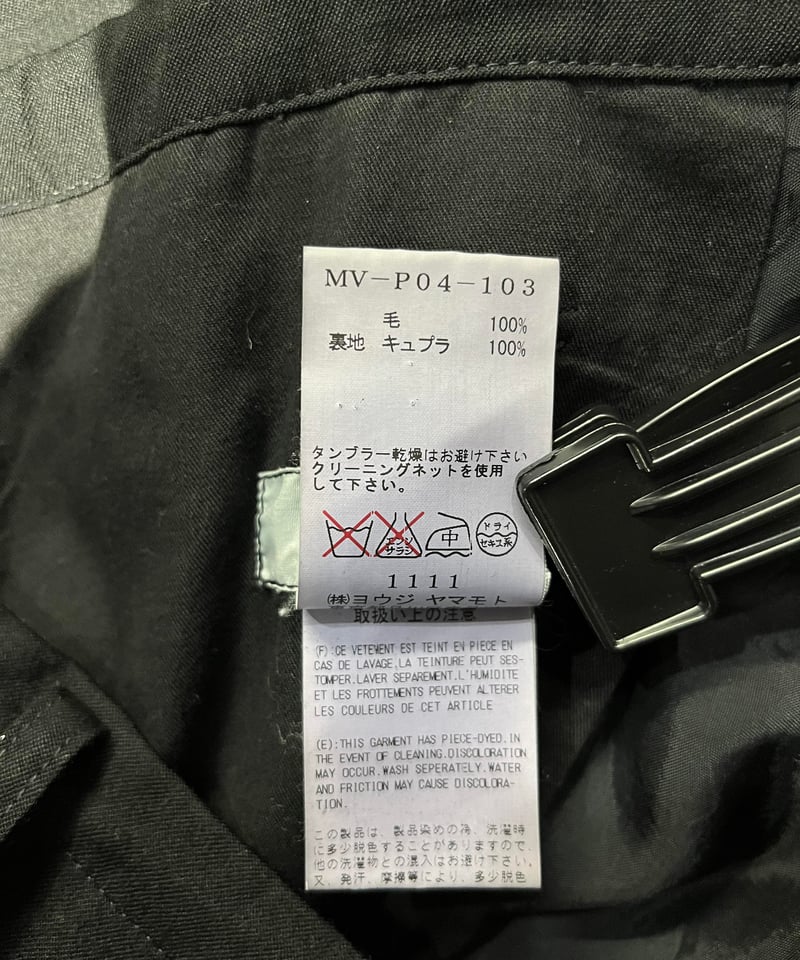 MV-P04-103
毛 100%
裏地 キュプラ 100%
タンブラー乾燥はお避け下さい
クリーニングネットを使用
して下さい。
エンソ
サラシ
中
ドライ
セキユ系
1111
㈱ヨウジ ヤマモト
取扱い上の注意
(F):CE VETEMENT EST TEINT EN PIECE EN
CAS DE LAVAGE,LA TEINTURE PEUT SES-
TOMPER.LAVER SEPAREMENT.L'HUMIDITE
ET LES FROTTEMENTS PEUVENT ALTERER
LES COULEURS DE CET ARTICLE
(E):THIS GARMENT HAS PIECE-DYED.IN
THE EVENT OF CLEANING.DISCOLORATION
MAY OCCUR.WASH SEPERATELY.WATER
AND FRICTION MAY CAUSE DISCOLORA-
TION.
この製品は、製品染めの為、洗濯時
に多少脱色することがありますので、
他の洗濯物との混入はお避け下さい。
又、発汗、摩擦等により、多少脱色